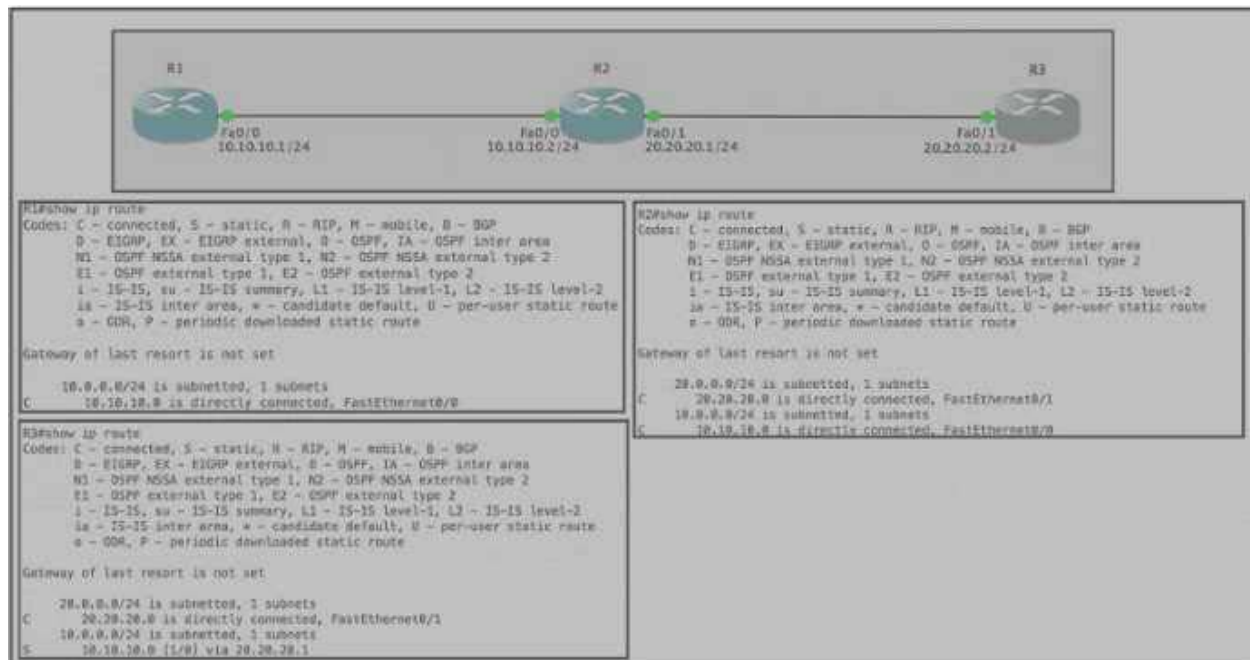 R1
R2
R3
Fa0/0
10.10.10.1/24
Fa0/0
10.10.10.2/24
Fa0/1
20.20.20.1/24
Fa0/1
20.20.20.2/24
R1#show ip route
Codes: C - connected, S - static, R - RIP, M - mobile, B - BGP
D - EIGRP, EX - EIGRP external, O - OSPF, IA - OSPF inter area
N1 - OSPF NSSA external type 1, N2 - OSPF NSSA external type 2
E1 - OSPF external type 1, E2 - OSPF external type 2
i - IS-IS, su - IS-IS summary, L1 - IS-IS level-1, L2 - IS-IS level-2
ia - IS-IS inter area, * - candidate default, U - per-user static route
o - ODR, P - periodic downloaded static route
Gateway of last resort is not set
10.0.0.0/24 is subnetted, 1 subnets
C 10.10.10.0 is directly connected, FastEthernet0/0
R2#show ip route
Codes: C - connected, S - static, R - RIP, M - mobile, B - BGP
D - EIGRP, EX - EIGRP external, O - OSPF, IA - OSPF inter area
N1 - OSPF NSSA external type 1, N2 - OSPF NSSA external type 2
E1 - OSPF external type 1, E2 - OSPF external type 2
i - IS-IS, su - IS-IS summary, L1 - IS-IS level-1, L2 - IS-IS level-2
ia - IS-IS inter area, * - candidate default, U - per-user static route
o - ODR, P - periodic downloaded static route
Gateway of last resort is not set
20.0.0.0/24 is subnetted, 1 subnets
C 20.20.20.0 is directly connected, FastEthernet0/1
10.0.0.0/24 is subnetted, 1 subnets
C 10.10.10.0 is directly connected, FastEthernet0/0
R3#show ip route
Codes: C - connected, S - static, R - RIP, M - mobile, B - BGP
D - EIGRP, EX - EIGRP external, O - OSPF, IA - OSPF inter area
N1 - OSPF NSSA external type 1, N2 - OSPF NSSA external type 2
E1 - OSPF external type 1, E2 - OSPF external type 2
i - IS-IS, su - IS-IS summary, L1 - IS-IS level-1, L2 - IS-IS level-2
ia - IS-IS inter area, * - candidate default, U - per-user static route
o - ODR, P - periodic downloaded static route
Gateway of last resort is not set
20.0.0.0/24 is subnetted, 1 subnets
C 20.20.20.0 is directly connected, FastEthernet0/1
10.0.0.0/24 is subnetted, 1 subnets
S 10.10.10.0 [1/0] via 20.20.20.1